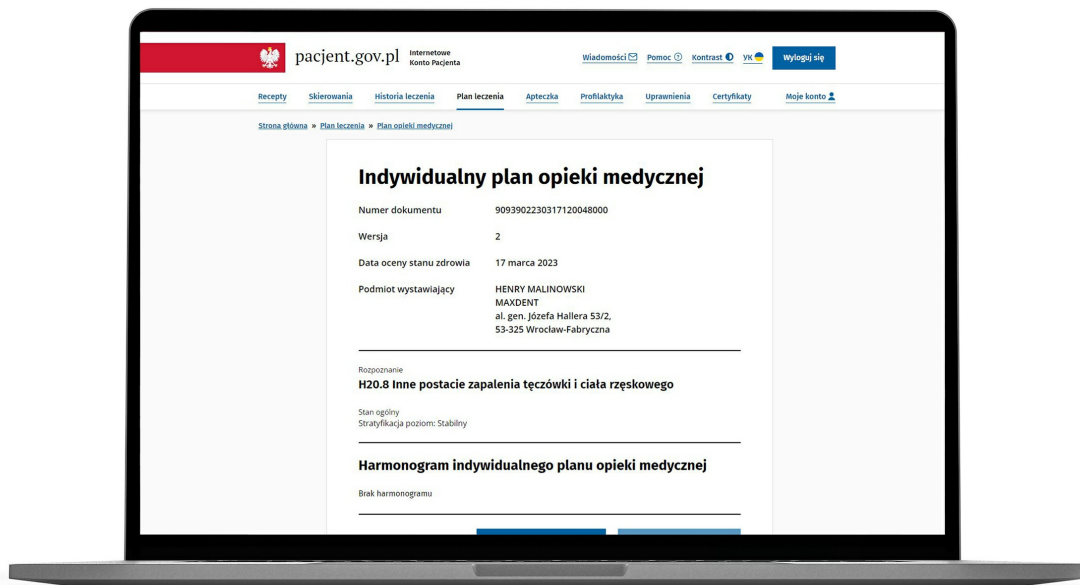 pacjent.gov.pl
Internetowe
Konto Pacjenta
Wiadomości
Pomoc
Kontrast
УК
Wyloguj się
Recepty
Skierowania
Historia leczenia
Plan leczenia
Apteczka
Profilaktyka
Uprawnienia
Certyfikaty
Moje konto
Strona główna » Plan leczenia » Plan opieki medycznej
Indywidualny plan opieki medycznej
Numer dokumentu 9093902230317120048000
Wersja 2
Data oceny stanu zdrowia 17 marca 2023
Podmiot wystawiający HENRY MALINOWSKI
MAXDENT
al. gen. Józefa Hallera 53/2,
53-325 Wrocław-Fabryczna
Rozpoznanie
H20.8 Inne postacie zapalenia tęczówki i ciała rzęskowego
Stan ogólny
Stratyfikacja poziom: Stabilny
Harmonogram indywidualnego planu opieki medycznej
Brak harmonogramu